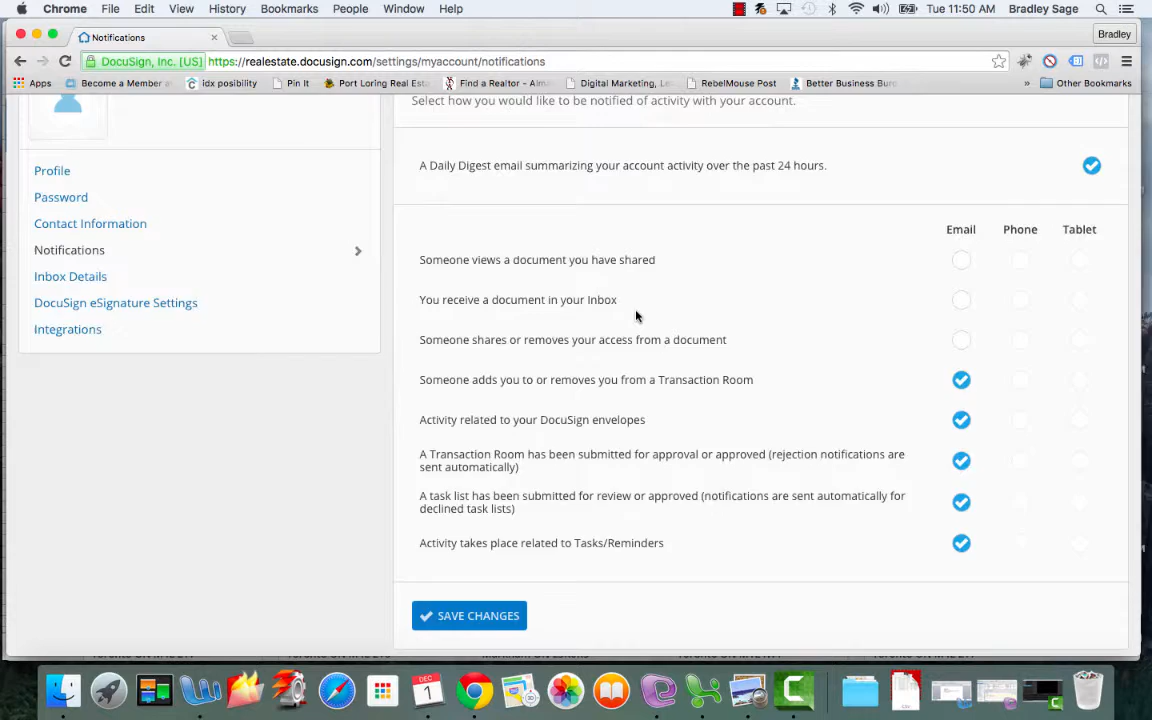 Chrome File Edit View History Bookmarks People Window Help Tue 11:50 AM Bradley Sage
Notifications Bradley
DocuSign, Inc. [US] https://realestate.docusign.com/settings/myaccount/notifications
Apps Become a Member a idx posibility Pin It Port Loring Real Esta Find a Realtor - Alma Digital Marketing, Le RebelMouse Post Better Business Bur » Other Bookmarks
Select how you would like to be notified of activity with your account.
A Daily Digest email summarizing your account activity over the past 24 hours.
Profile
Password
Contact Information
Notifications
Inbox Details
DocuSign eSignature Settings
Integrations
Email Phone Tablet
Someone views a document you have shared
You receive a document in your Inbox
Someone shares or removes your access from a document
Someone adds you to or removes you from a Transaction Room
Activity related to your DocuSign envelopes
A Transaction Room has been submitted for approval or approved (rejection notifications are
sent automatically)
A task list has been submitted for review or approved (notifications are sent automatically for
declined task lists)
Activity takes place related to Tasks/Reminders
SAVE CHANGES
DEC
1